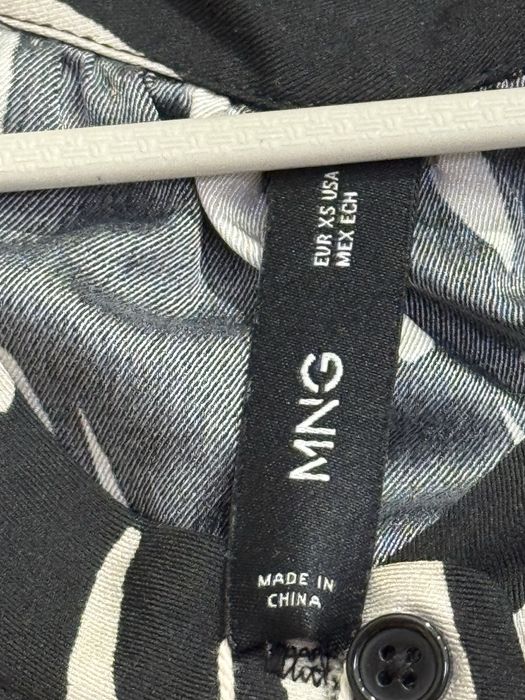 EUR XS USA
MEX ECH
MNG
MADE IN
CHINA